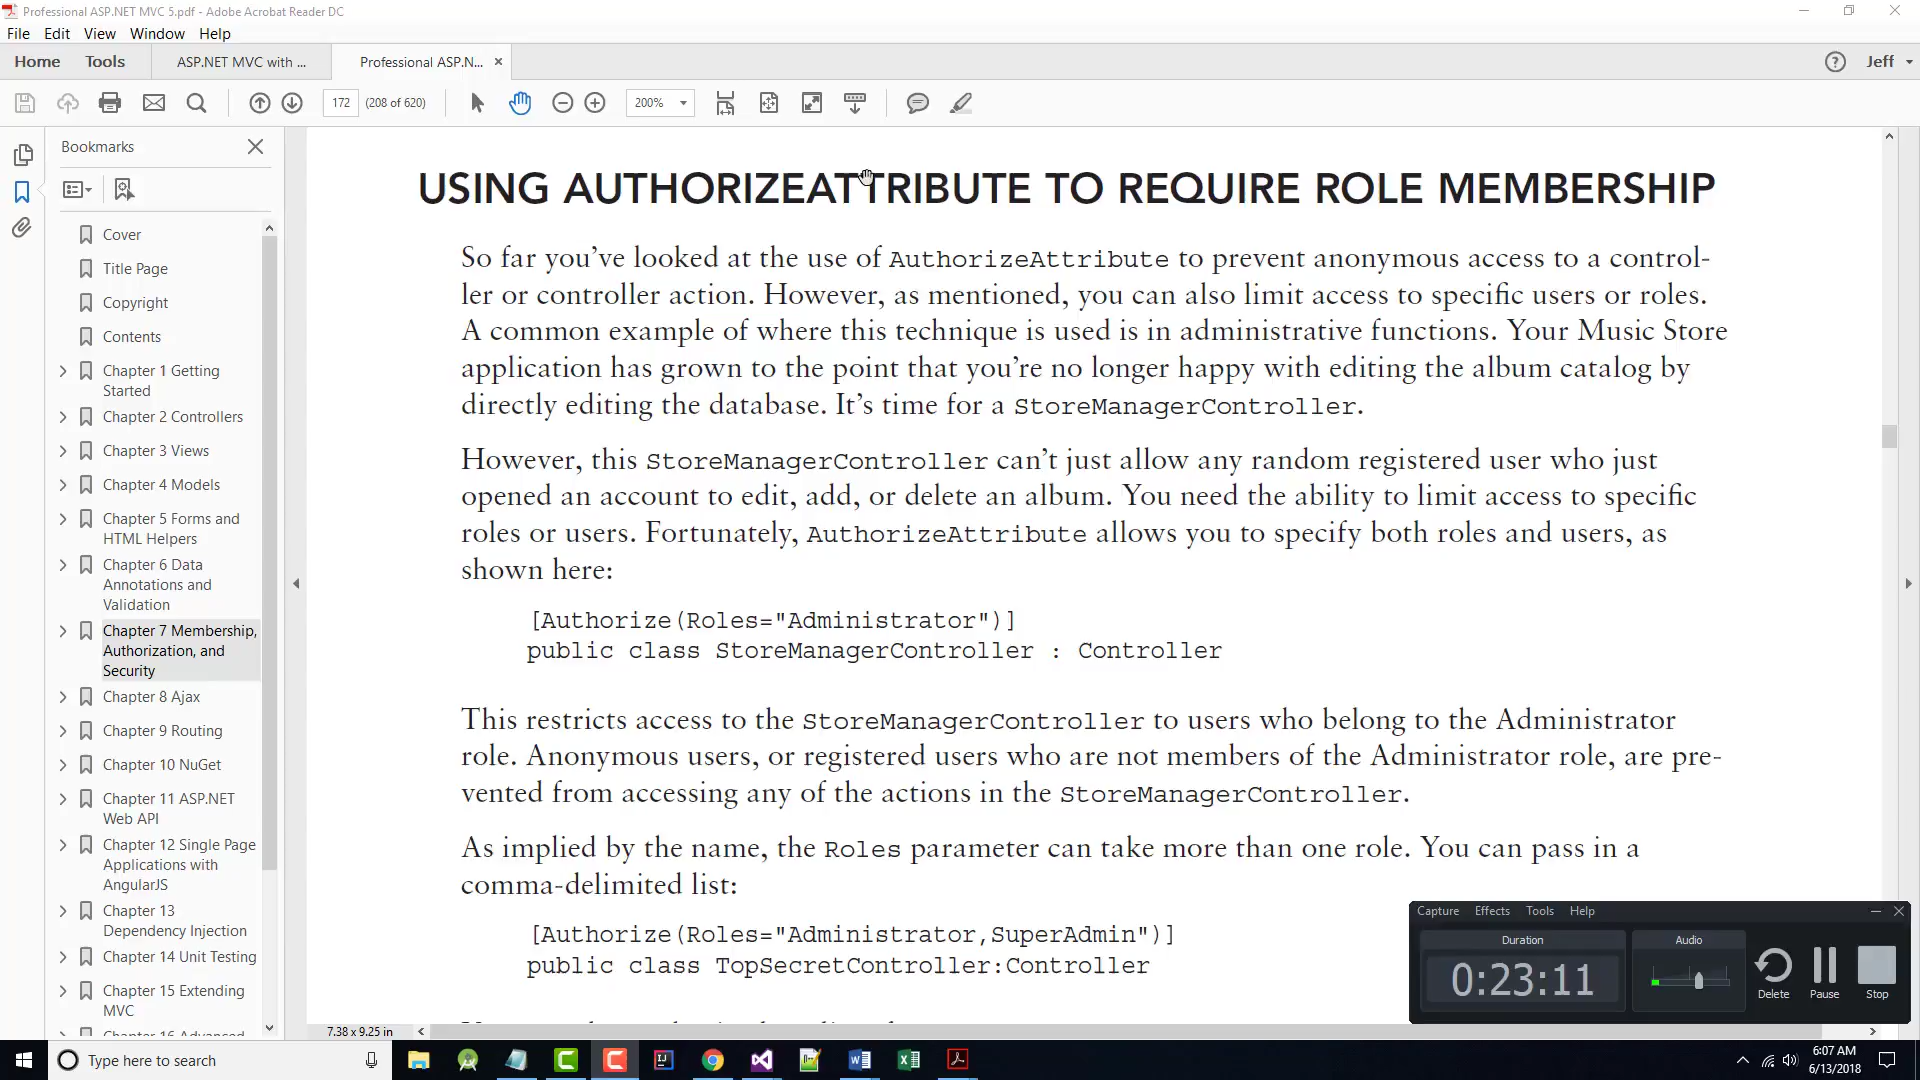 Professional ASP.NET MVC 5.pdf - Adobe Acrobat Reader DC
File Edit View Window Help
Home Tools ASP.NET MVC with ... Professional ASP.N... Jeff
172 (208 of 620) 200%
Bookmarks
Cover
Title Page
Copyright
Contents
Chapter 1 Getting
Started
Chapter 2 Controllers
Chapter 3 Views
Chapter 4 Models
Chapter 5 Forms and
HTML Helpers
Chapter 6 Data
Annotations and
Validation
Chapter 7 Membership,
Authorization, and
Security
Chapter 8 Ajax
Chapter 9 Routing
Chapter 10 NuGet
Chapter 11 ASP.NET
Web API
Chapter 12 Single Page
Applications with
AngularJS
Chapter 13
Dependency Injection
Chapter 14 Unit Testing
Chapter 15 Extending
MVC
Chapter 16 Advanced
USING AUTHORIZEATTRIBUTE TO REQUIRE ROLE MEMBERSHIP
So far you’ve looked at the use of AuthorizeAttribute to prevent anonymous access to a control-
ler or controller action. However, as mentioned, you can also limit access to specific users or roles.
A common example of where this technique is used is in administrative functions. Your Music Store
application has grown to the point that you’re no longer happy with editing the album catalog by
directly editing the database. It’s time for a StoreManagerController.
However, this StoreManagerController can’t just allow any random registered user who just
opened an account to edit, add, or delete an album. You need the ability to limit access to specific
roles or users. Fortunately, AuthorizeAttribute allows you to specify both roles and users, as
shown here:
[Authorize(Roles="Administrator")]
public class StoreManagerController : Controller
This restricts access to the StoreManagerController to users who belong to the Administrator
role. Anonymous users, or registered users who are not members of the Administrator role, are pre-
vented from accessing any of the actions in the StoreManagerController.
As implied by the name, the Roles parameter can take more than one role. You can pass in a
comma-delimited list:
[Authorize(Roles="Administrator,SuperAdmin")]
public class TopSecretController:Controller
7.38 x 9.25 in
Capture Effects Tools Help
Duration Audio
0:23:11
Delete Pause Stop
Type here to search
6:07 AM
6/13/2018